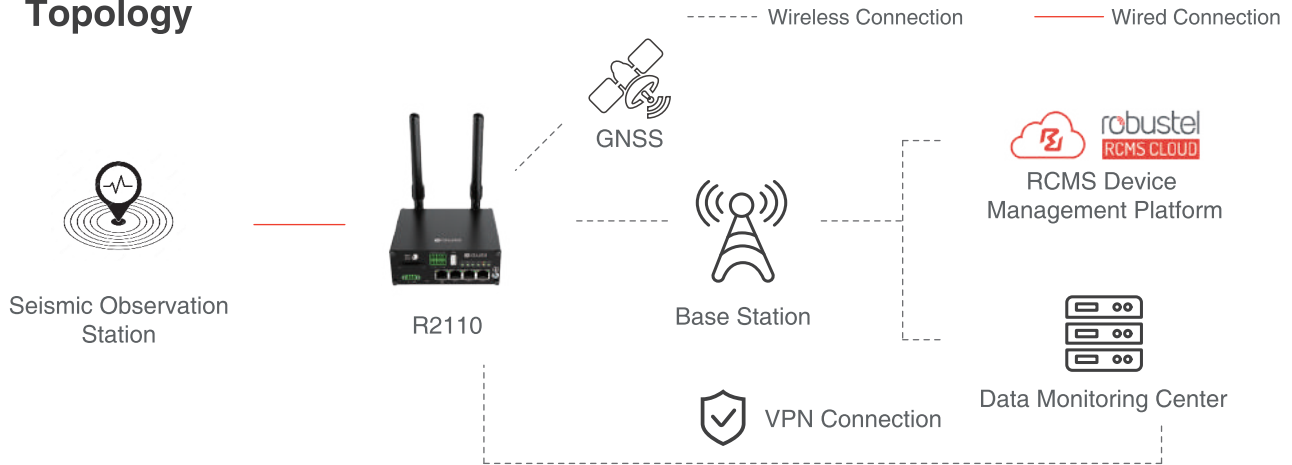 Topology
Wireless Connection
Wired Connection
GNSS
robustel
RCMS CLOUD
RCMS Device
Management Platform
Seismic Observation
Station
R2110
Base Station
Data Monitoring Center
VPN Connection